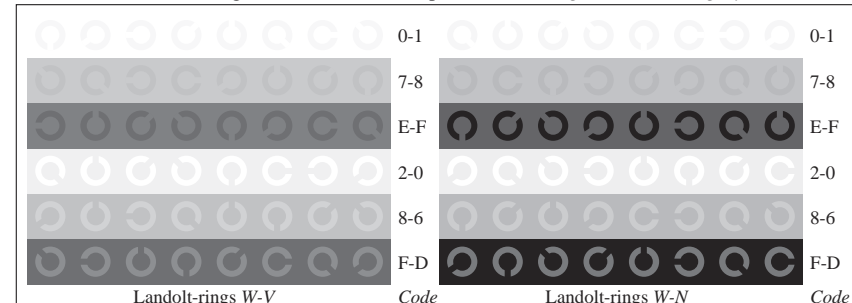 0-1 0-1
7-8 7-8
E-F E-F
2-0 2-0
8-6 8-6
F-D F-D
Landolt-rings W-V Code Landolt-rings W-N Code